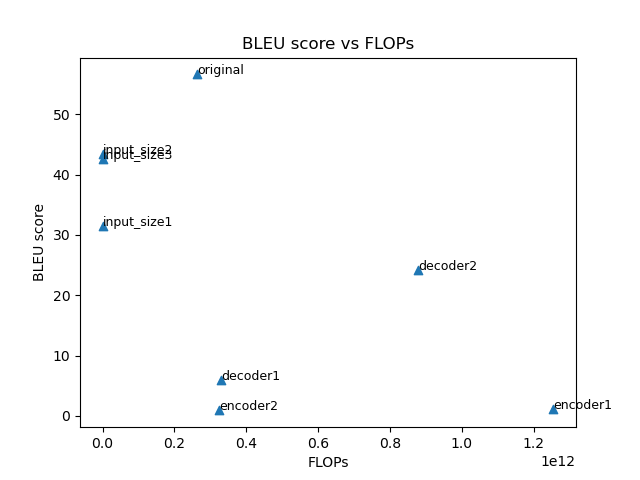 BLEU score vs FLOPs
original
50
input_size2
input_size3
40
input_size1
30
decoder2
20
decoder1
10
encoder2
encoder1
0
BLEU score
0.0 0.2 0.4 0.6 0.8 1.0 1.2
1e12
FLOPs